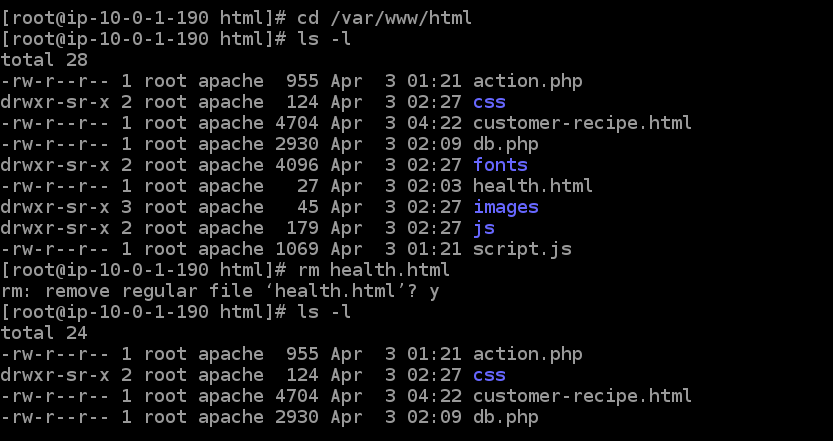 [root@ip-10-0-1-190 html]# cd /var/www/html
[root@ip-10-0-1-190 html]# ls -l
total 28
-rw-r--r-- 1 root apache  955 Apr  3 01:21 action.php
drwxr-sr-x 2 root apache  124 Apr  3 02:27 css
-rw-r--r-- 1 root apache 4704 Apr  3 04:22 customer-recipe.html
-rw-r--r-- 1 root apache 2930 Apr  3 02:09 db.php
drwxr-sr-x 2 root apache 4096 Apr  3 02:27 fonts
-rw-r--r-- 1 root apache   27 Apr  3 02:03 health.html
drwxr-sr-x 3 root apache   45 Apr  3 02:27 images
drwxr-sr-x 2 root apache  179 Apr  3 02:27 js
-rw-r--r-- 1 root apache 1069 Apr  3 01:21 script.js
[root@ip-10-0-1-190 html]# rm health.html
rm: remove regular file ‘health.html’? y
[root@ip-10-0-1-190 html]# ls -l
total 24
-rw-r--r-- 1 root apache  955 Apr  3 01:21 action.php
drwxr-sr-x 2 root apache  124 Apr  3 02:27 css
-rw-r--r-- 1 root apache 4704 Apr  3 04:22 customer-recipe.html
-rw-r--r-- 1 root apache 2930 Apr  3 02:09 db.php